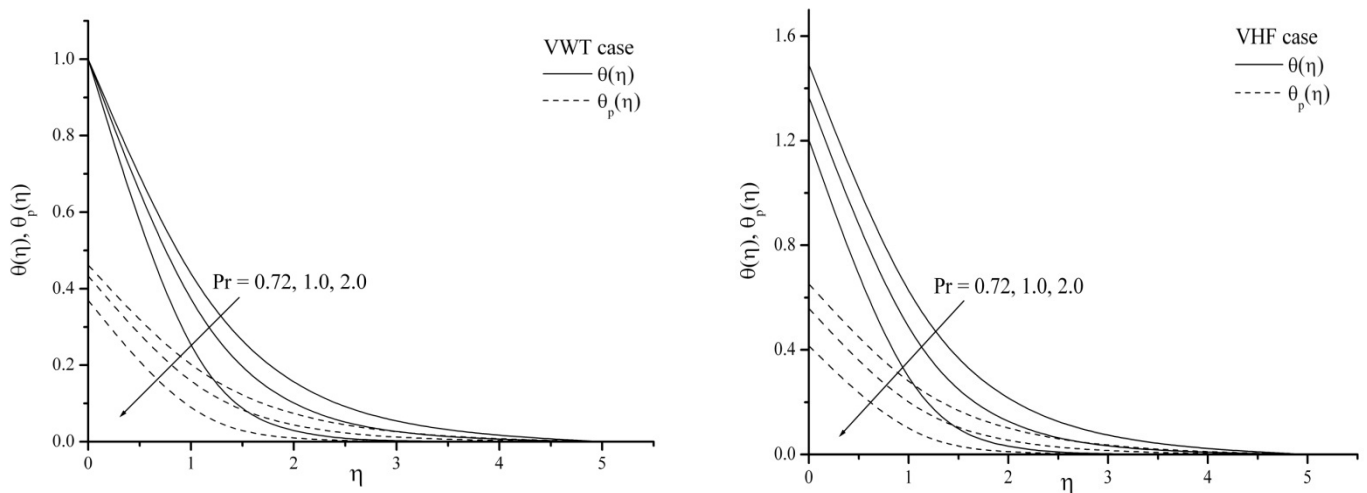 VWT case
θ(η)
θp(η)
1.0
0.8
0.6
0.4
0.2
0.0
θ(η), θp(η)
Pr = 0.72, 1.0, 2.0
0 1 2 3 4 5
η
VHF case
θ(η)
θp(η)
1.6
1.2
0.8
0.4
0.0
θ(η), θp(η)
Pr = 0.72, 1.0, 2.0
0 1 2 3 4 5
η